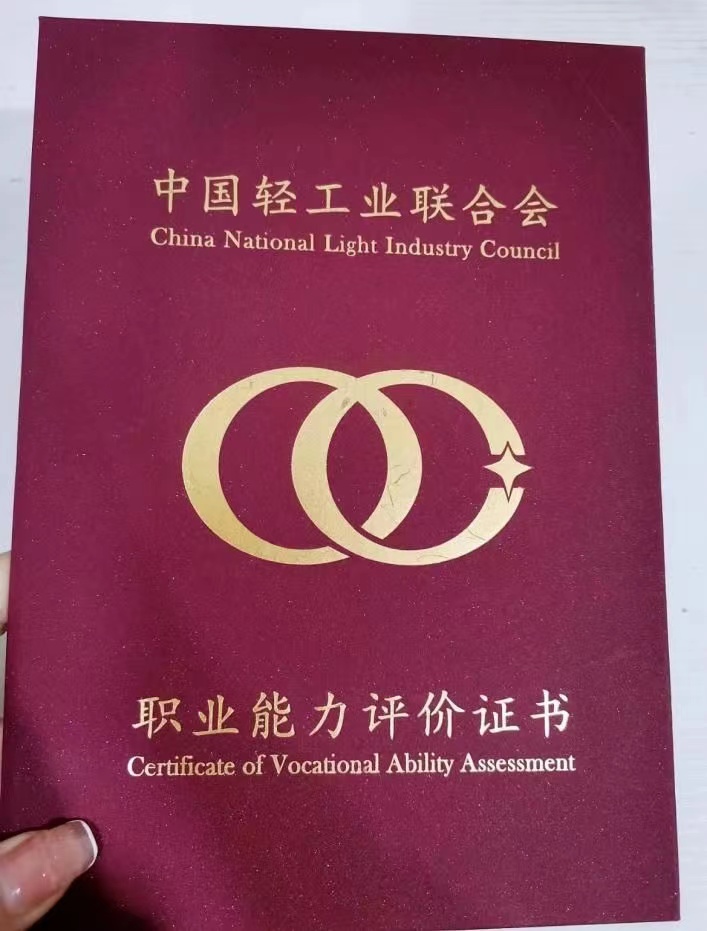 中国轻工业联合会
China National Light Industry Council
职业能力评价证书
Certificate of Vocational Ability Assessment